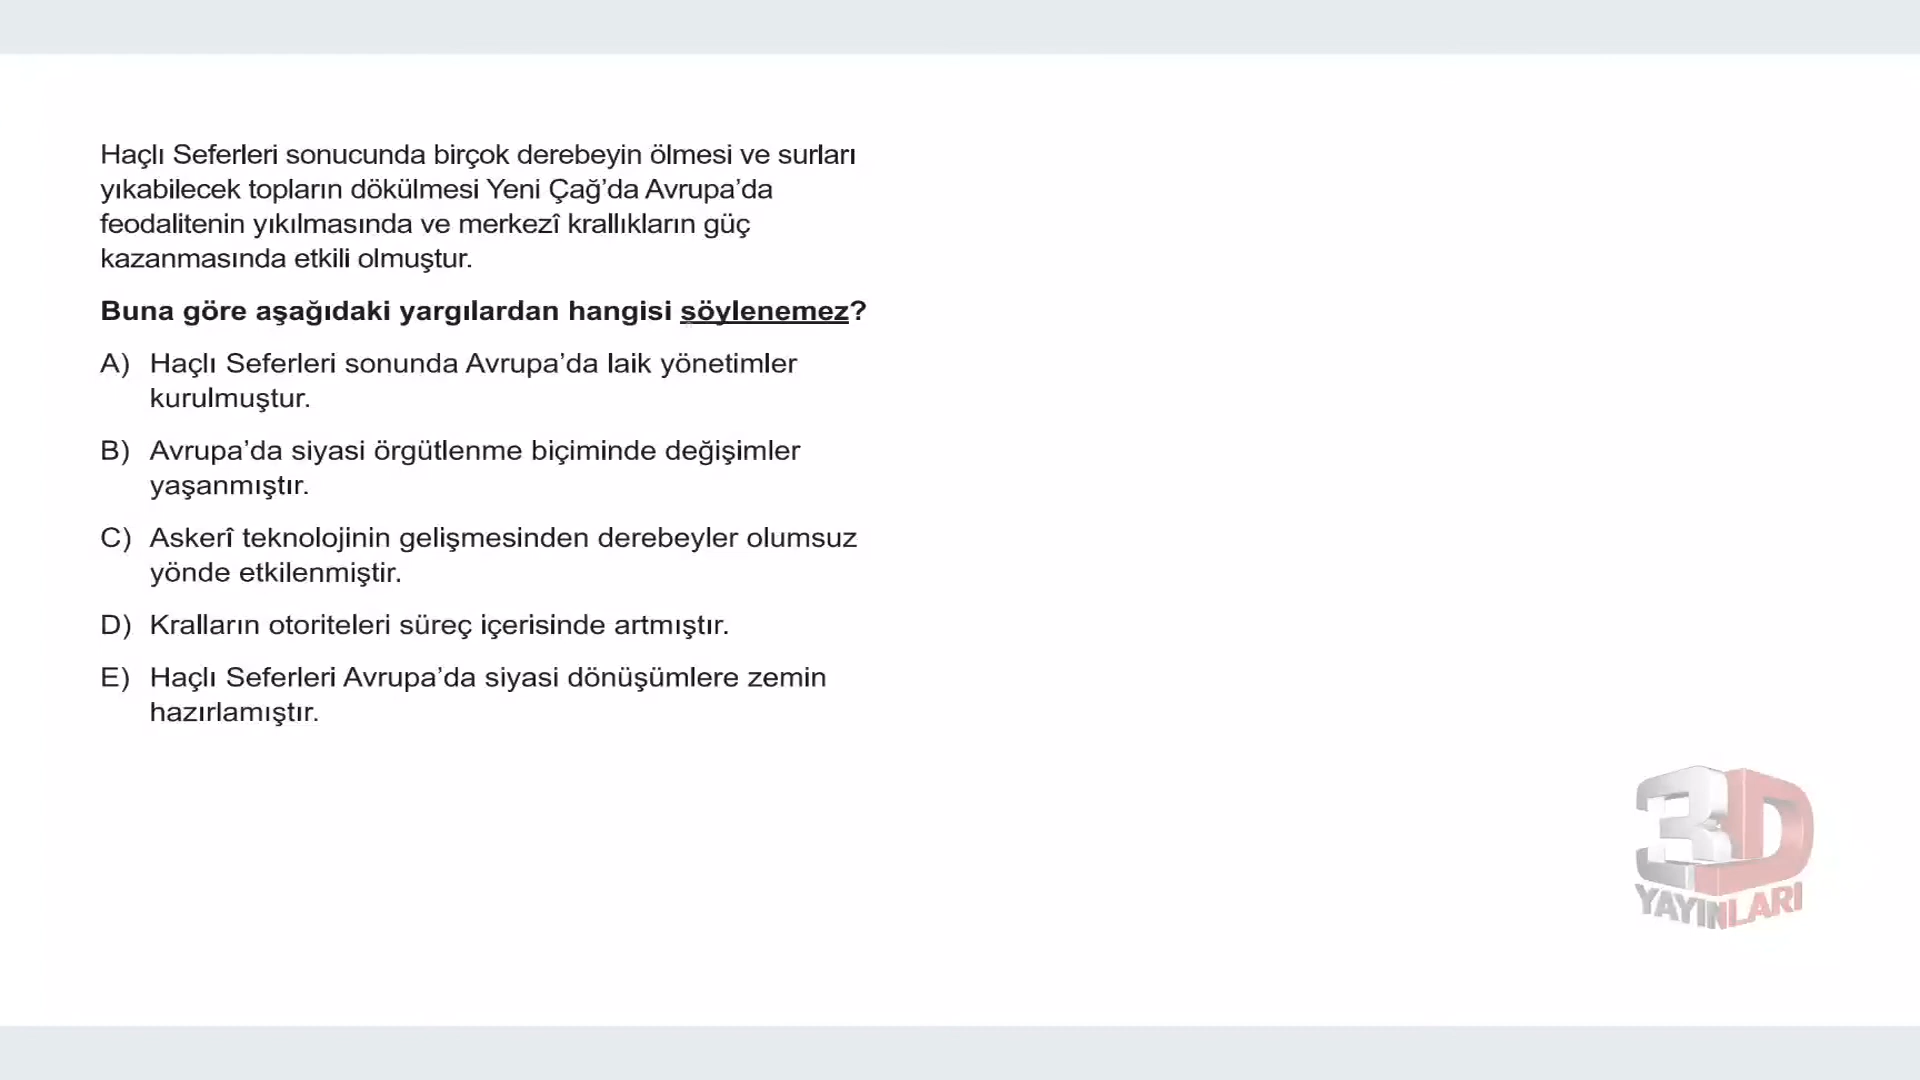 Haçlı Seferleri sonucunda birçok derebeyin ölmesi ve surları
yıkabilecek topların dökülmesi Yeni Çağ’da Avrupa’da
feodalitenin yıkılmasında ve merkezî krallıkların güç
kazanmasında etkili olmuştur.
Buna göre aşağıdaki yargılardan hangisi söylenemez?
A) Haçlı Seferleri sonunda Avrupa’da laik yönetimler
kurulmuştur.
B) Avrupa’da siyasi örgütlenme biçiminde değişimler
yaşanmıştır.
C) Askerî teknolojinin gelişmesinden derebeyler olumsuz
yönde etkilenmiştir.
D) Kralların otoriteleri süreç içerisinde artmıştır.
E) Haçlı Seferleri Avrupa’da siyasi dönüşümlere zemin
hazırlamıştır.
3D
YAYINLARI